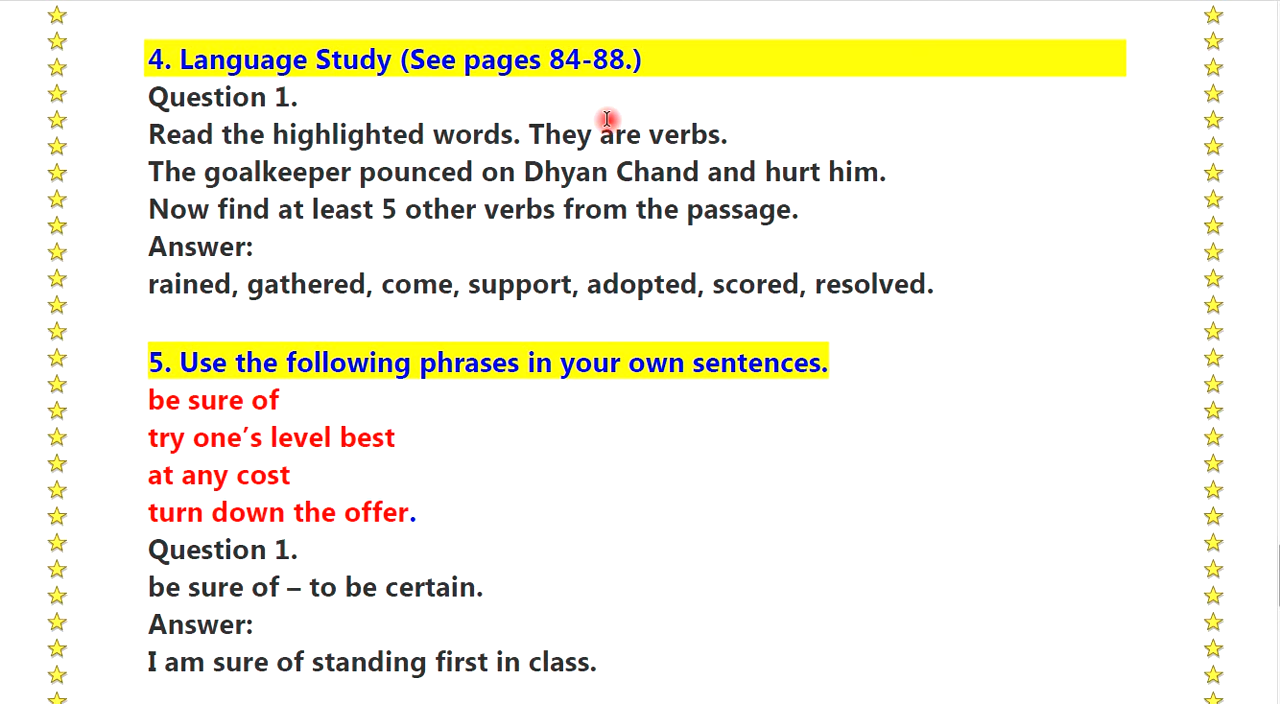 4. Language Study (See pages 84-88.)
Question 1.
Read the highlighted words. They are verbs.
The goalkeeper pounced on Dhyan Chand and hurt him.
Now find at least 5 other verbs from the passage.
Answer:
rained, gathered, come, support, adopted, scored, resolved.
5. Use the following phrases in your own sentences.
be sure of
try one’s level best
at any cost
turn down the offer.
Question 1.
be sure of – to be certain.
Answer:
I am sure of standing first in class.